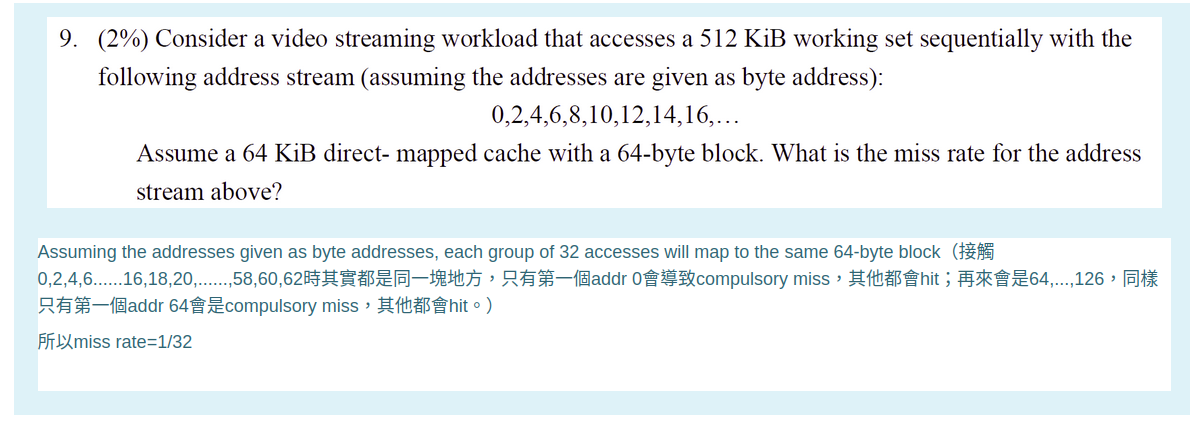 9. (2%) Consider a video streaming workload that accesses a 512 KiB working set sequentially with the
following address stream (assuming the addresses are given as byte address):
0,2,4,6,8,10,12,14,16,…
Assume a 64 KiB direct- mapped cache with a 64-byte block. What is the miss rate for the address
stream above?
Assuming the addresses given as byte addresses, each group of 32 accesses will map to the same 64-byte block（接觸
0,2,4,6......16,18,20,......,58,60,62時其實都是同一塊地方，只有第一個addr 0會導致compulsory miss，其他都會hit；再來會是64,...,126，同樣
只有第一個addr 64會是compulsory miss，其他都會hit。）
所以miss rate=1/32